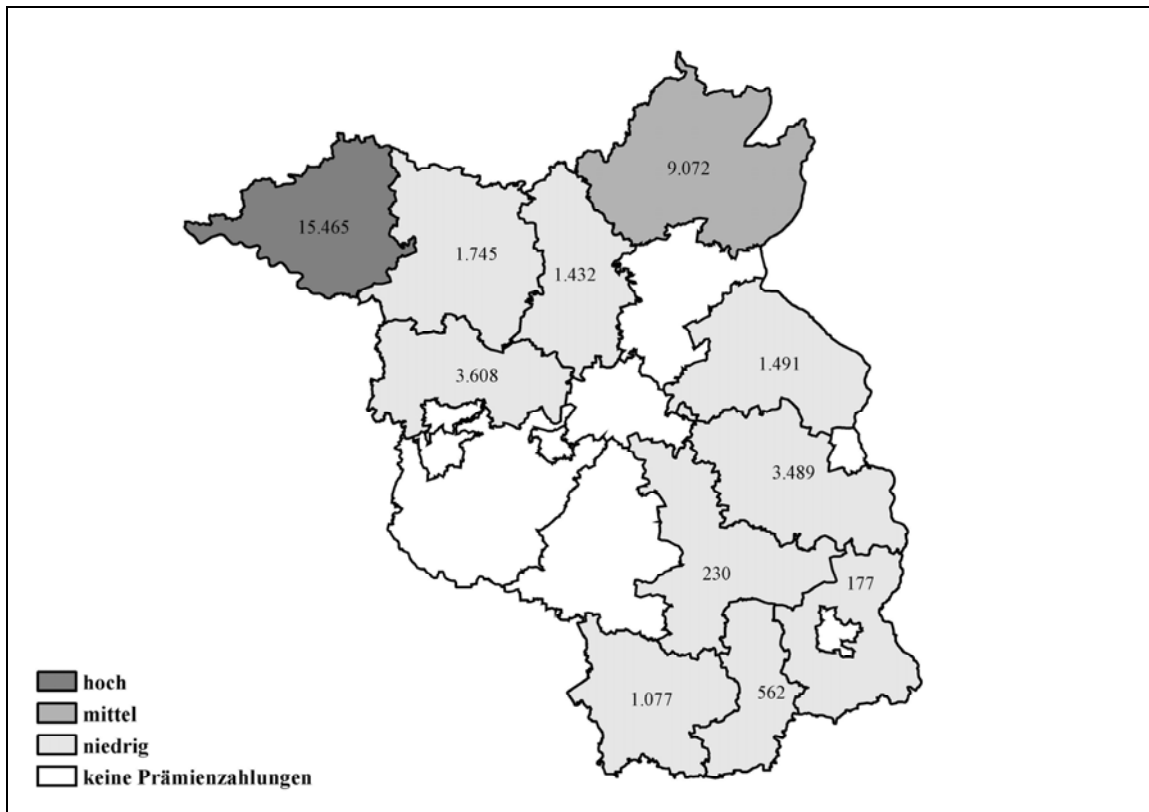 9.072
15.465
1.745
1.432
1.491
3.608
3.489
230
177
1.077
562
hoch
mittel
niedrig
keine Prämienzahlungen